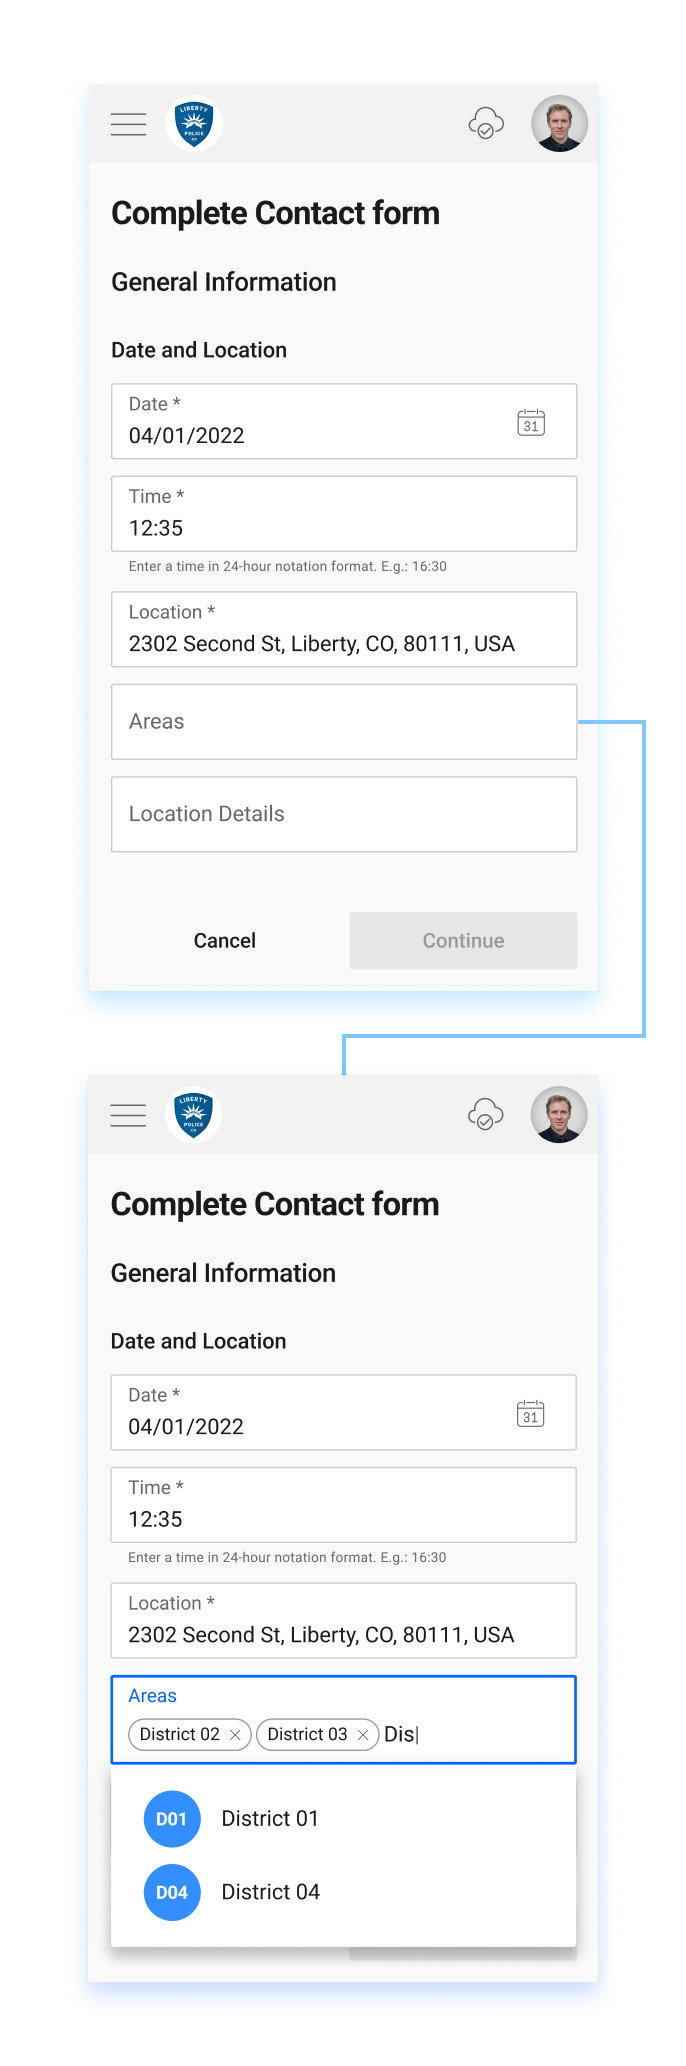 LIBERTY
POLICE
CO
Complete Contact form
General Information
Date and Location
Date *
04/01/2022
31
Time *
12:35
Enter a time in 24-hour notation format. E.g.: 16:30
Location *
2302 Second St, Liberty, CO, 80111, USA
Areas
Location Details
Cancel Continue
LIBERTY
POLICE
CO
Complete Contact form
General Information
Date and Location
Date *
04/01/2022
31
Time *
12:35
Enter a time in 24-hour notation format. E.g.: 16:30
Location *
2302 Second St, Liberty, CO, 80111, USA
Areas
District 02 District 03 Dis
D01 District 01
D04 District 04